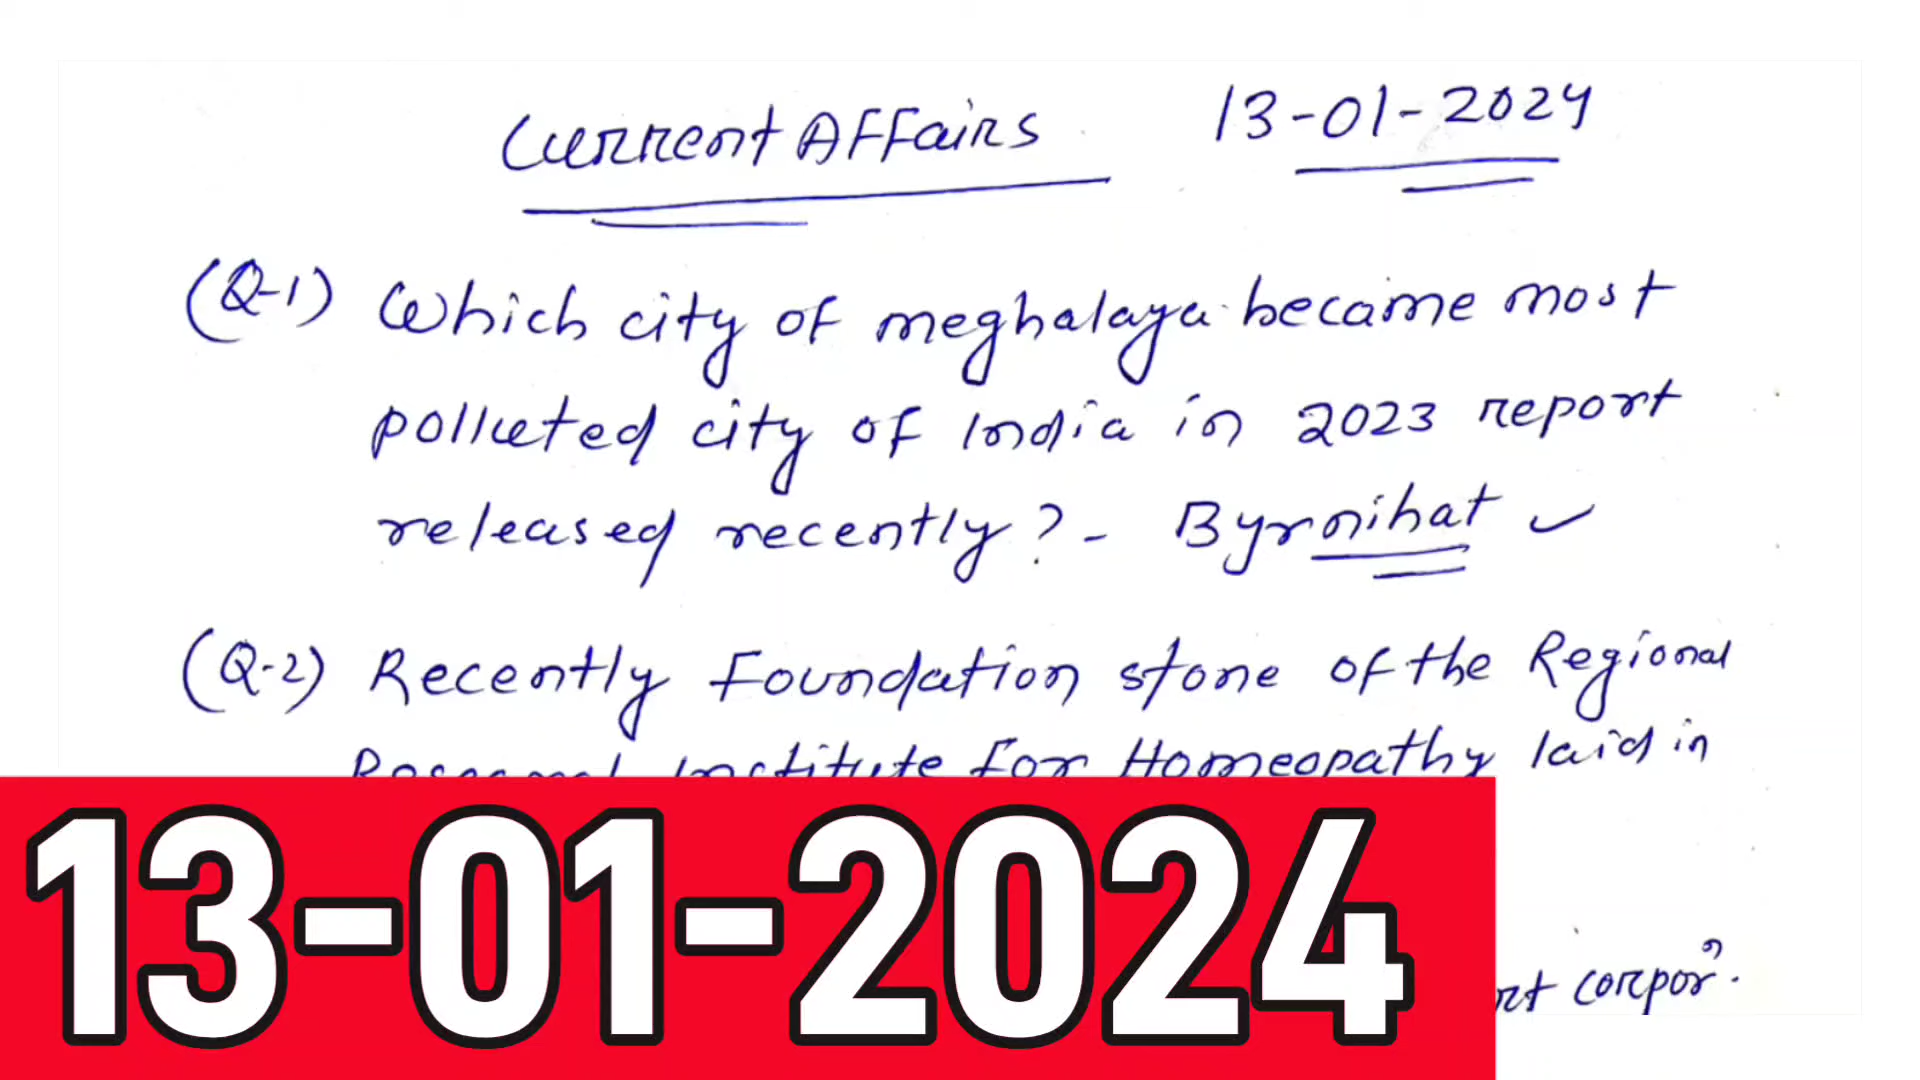 Current Affairs 13-01-2024
(Q-1) Which city of meghalaya became most
polluted city of India in 2023 report
released recently? - Byrnihat ✓
(Q-2) Recently Foundation stone of the Regional
Institute for Homeopathy laid in
13-01-2024